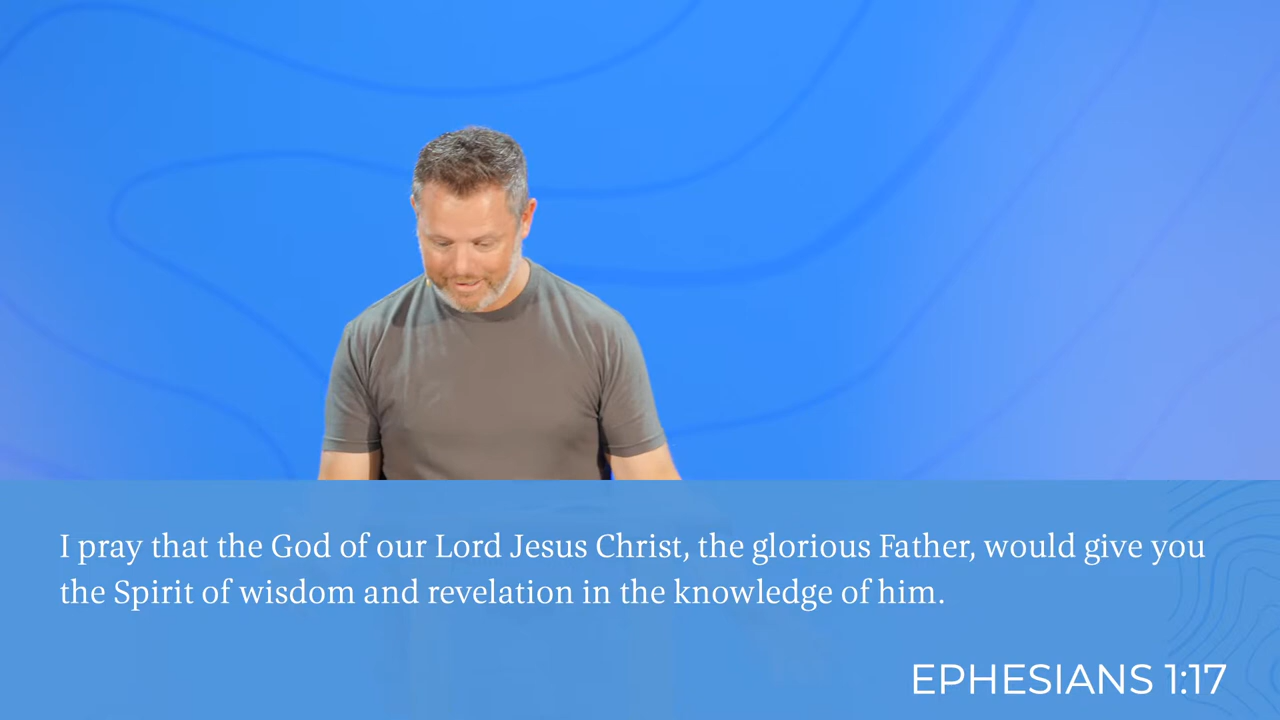 I pray that the God of our Lord Jesus Christ, the glorious Father, would give you
the Spirit of wisdom and revelation in the knowledge of him.
EPHESIANS 1:17